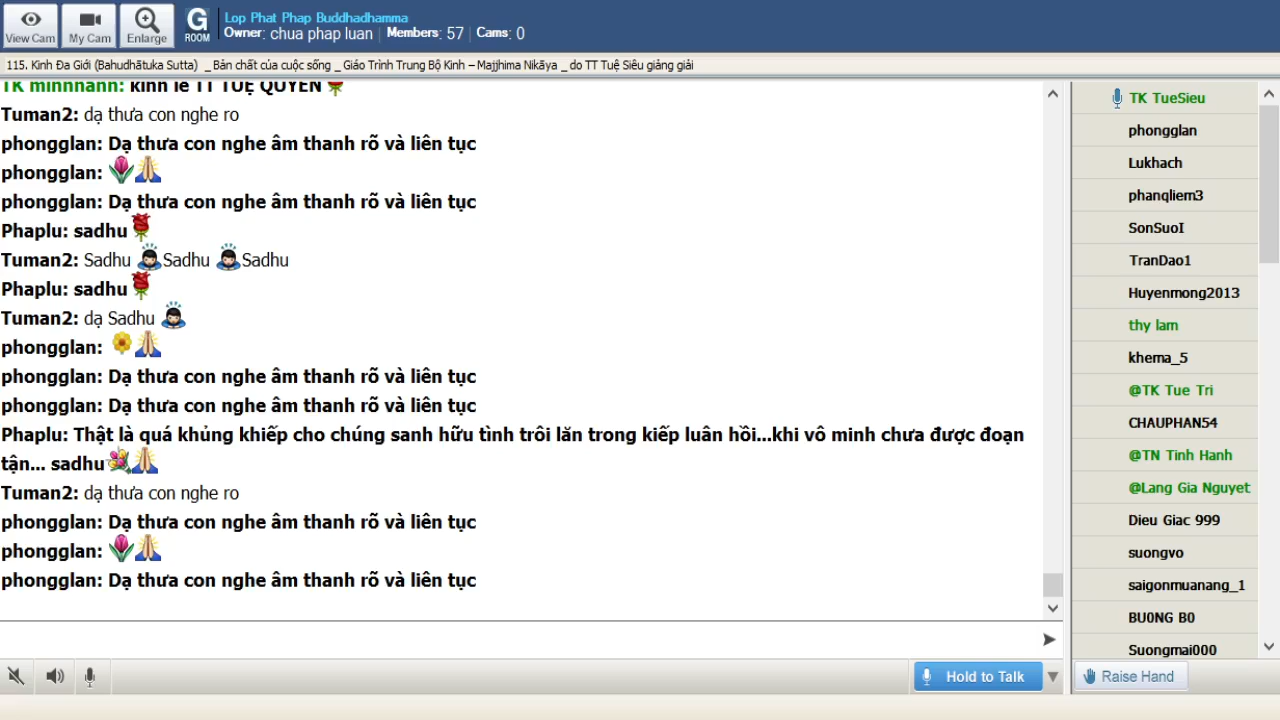 View Cam
My Cam
Enlarge
G
ROOM
Lop Phat Phap Buddhadhamma
Owner: chua phap luan | Members: 57 | Cams: 0
115. Kinh Đa Giới (Bahudhātuka Sutta) _ Bản chất của cuộc sống _ Giáo Trình Trung Bộ Kinh – Majjhima Nikāya _ do TT Tuệ Siêu giảng giải
TK minhhanh: kính lễ TT TUỆ QUYỀN
Tuman2: dạ thưa con nghe ro
phongglan: Dạ thưa con nghe âm thanh rõ và liên tục
phongglan:
phongglan: Dạ thưa con nghe âm thanh rõ và liên tục
Phaplu: sadhu
Tuman2: Sadhu Sadhu Sadhu
Phaplu: sadhu
Tuman2: dạ Sadhu
phongglan:
phongglan: Dạ thưa con nghe âm thanh rõ và liên tục
phongglan: Dạ thưa con nghe âm thanh rõ và liên tục
Phaplu: Thật là quá khủng khiếp cho chúng sanh hữu tình trôi lăn trong kiếp luân hồi...khi vô minh chưa được đoạn
tận... sadhu
Tuman2: dạ thưa con nghe ro
phongglan: Dạ thưa con nghe âm thanh rõ và liên tục
phongglan:
phongglan: Dạ thưa con nghe âm thanh rõ và liên tục
TK TueSieu
phongglan
Lukhach
phanqliem3
SonSuoI
TranDao1
Huyenmong2013
thy lam
khema_5
@TK Tue Tri
CHAUPHAN54
@TN Tinh Hanh
@Lang Gia Nguyet
Dieu Giac 999
suongvo
saigonmuanang_1
BU0NG B0
Suongmai000
Hold to Talk
Raise Hand